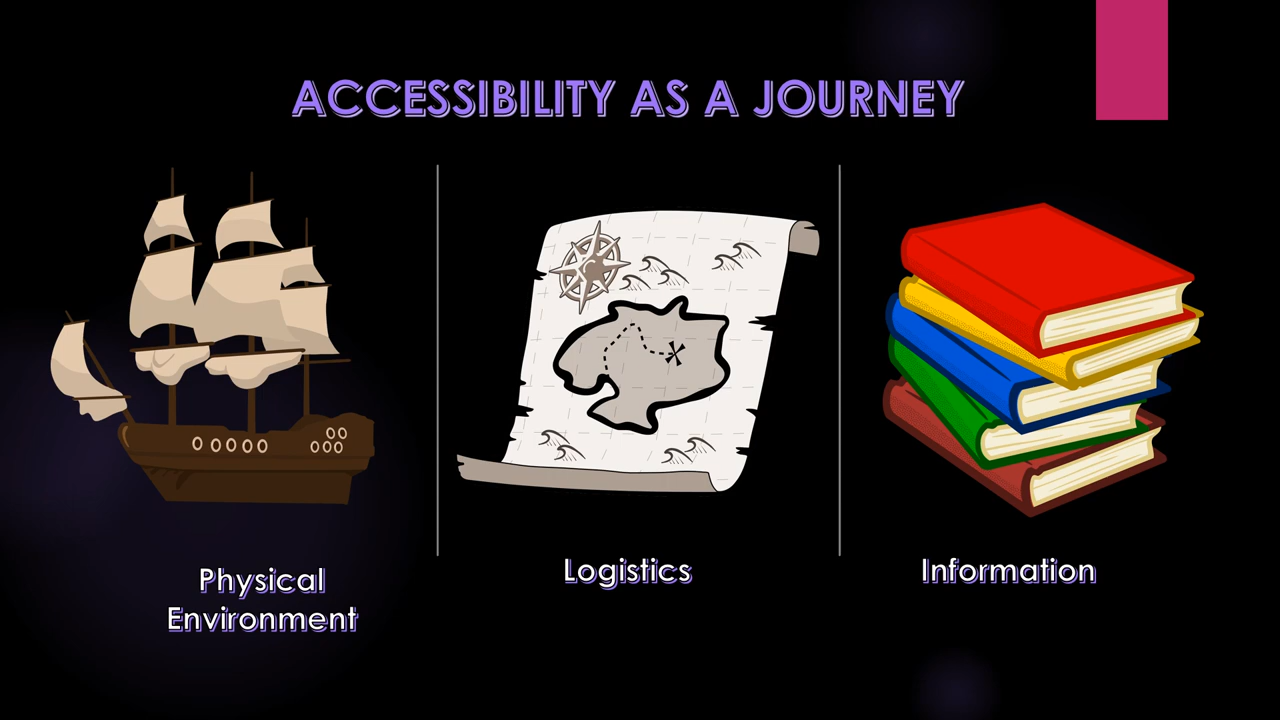 ACCESSIBILITY AS A JOURNEY
Physical
Environment
Logistics
Information